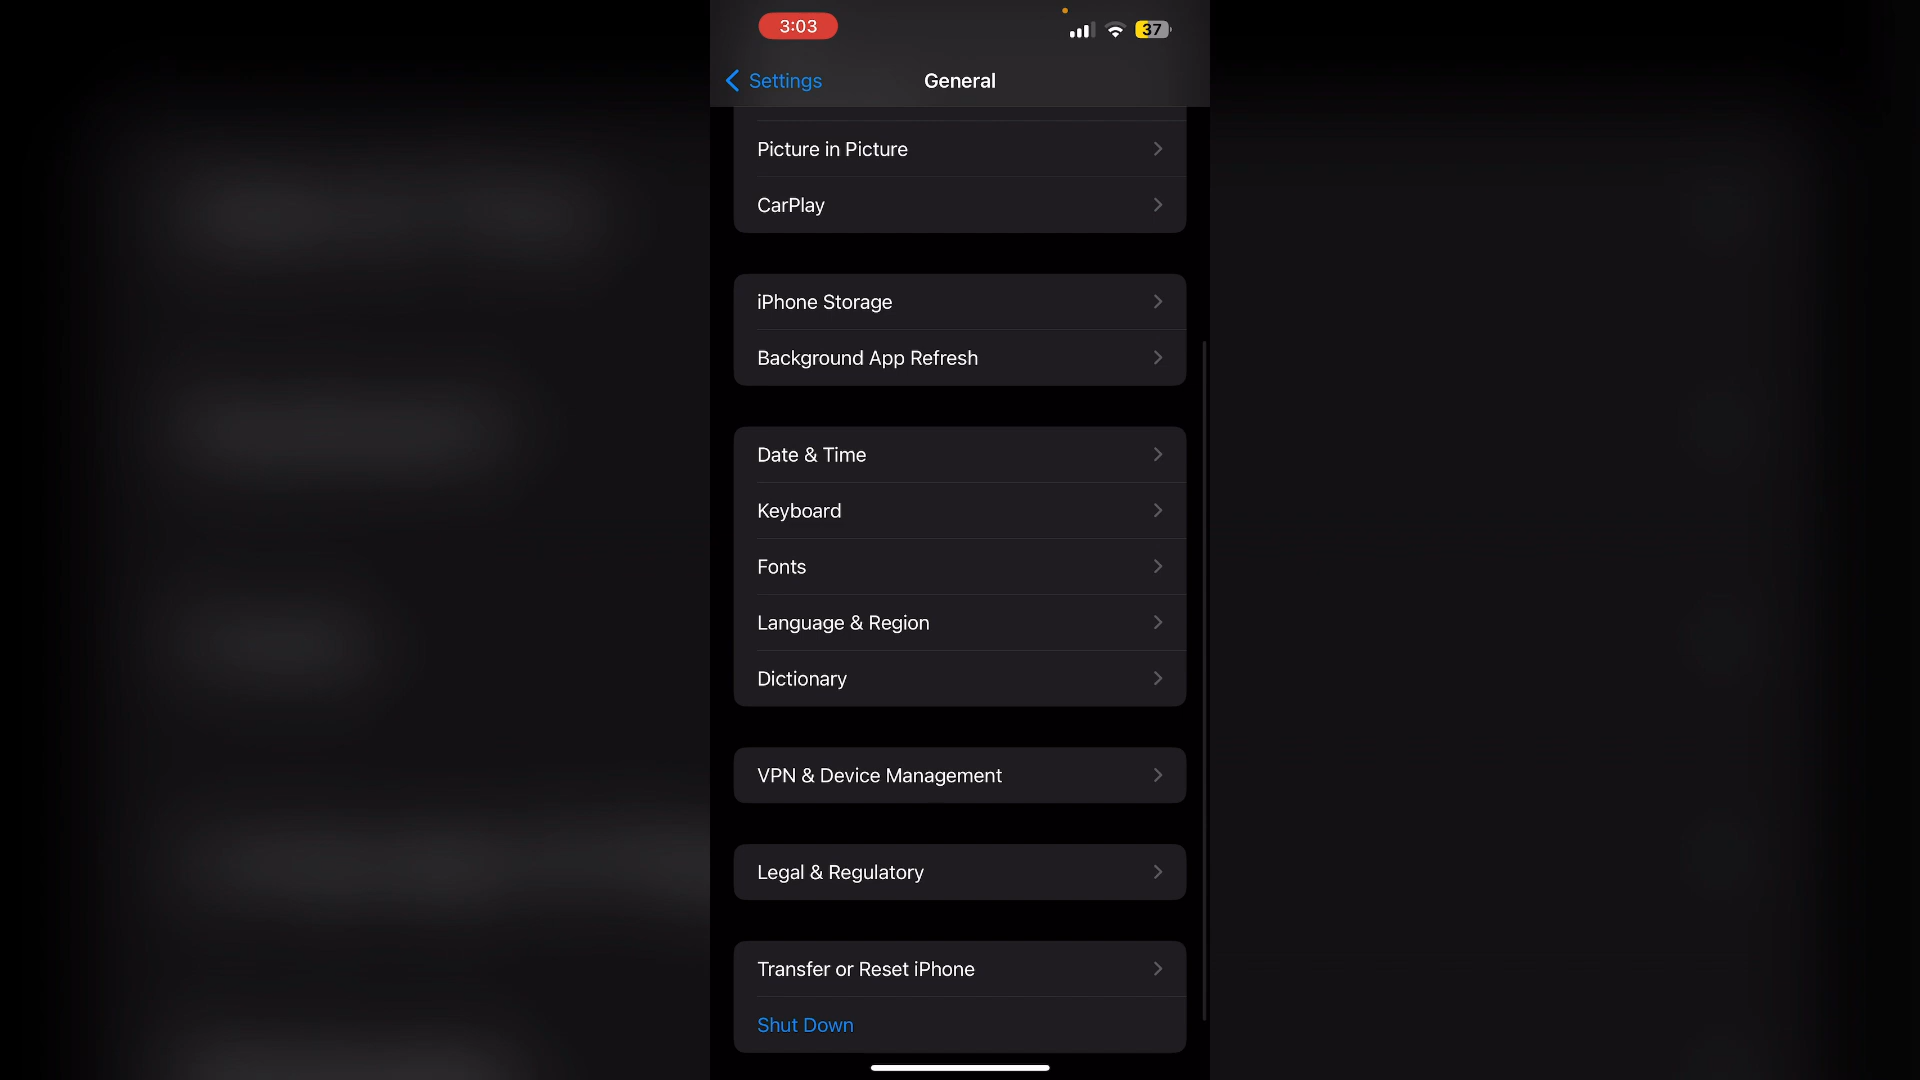 3:03
37
Settings
General
Picture in Picture
CarPlay
iPhone Storage
Background App Refresh
Date & Time
Keyboard
Fonts
Language & Region
Dictionary
VPN & Device Management
Legal & Regulatory
Transfer or Reset iPhone
Shut Down